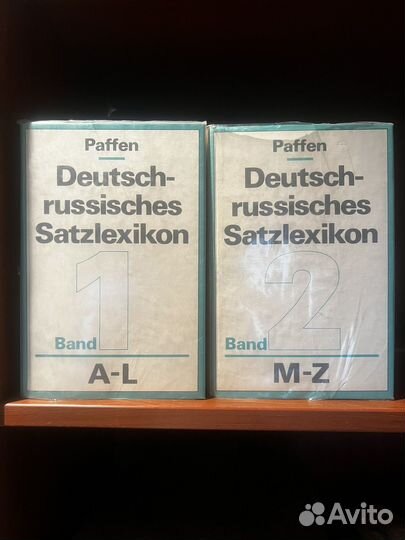 Paffen
Deutsch-
russisches
Satzlexikon
1
Band
A-L
Paffen
Deutsch-
russisches
Satzlexikon
2
Band
M-Z
Avito